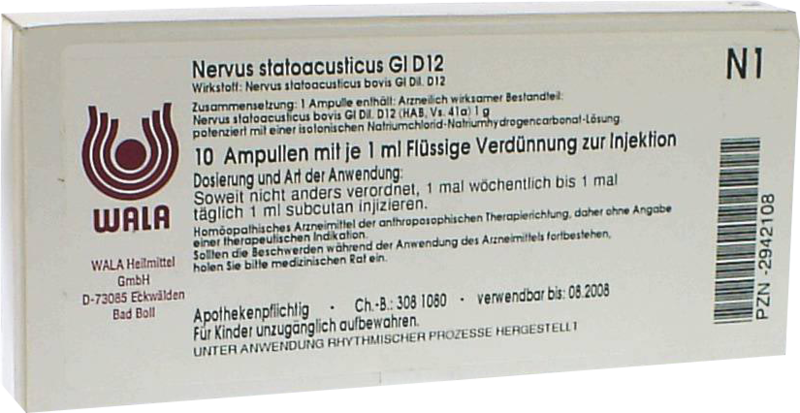 Nervus statoacusticus Gl D12
N1
Wirkstoff: Nervus statoacusticus bovis Gl Dil. D12
Zusammensetzung: 1 Ampulle enthält: Arzneilich wirksamer Bestandteil:
Nervus statoacusticus bovis Gl Dil. D12 (HAB, Vs. 41a) 1 g
potenziert mit einer isotonischen Natriumchlorid-Natriumhydrogencarbonat-Lösung.
10 Ampullen mit je 1 ml Flüssige Verdünnung zur Injektion
Dosierung und Art der Anwendung:
Soweit nicht anders verordnet, 1 mal wöchentlich bis 1 mal
täglich 1 ml subcutan injizieren.
Homöopathisches Arzneimittel der anthroposophischen Therapierichtung, daher ohne Angabe
einer therapeutischen Indikation.
Sollten die Beschwerden während der Anwendung des Arzneimittels fortbestehen,
holen Sie bitte medizinischen Rat ein.
WALA
WALA Heilmittel
GmbH
D-73085 Eckwälden
Bad Boll
Apothekenpflichtig · Ch.-B.: 308 1080 · verwendbar bis: 08.2008
Für Kinder unzugänglich aufbewahren.
UNTER ANWENDUNG RHYTHMISCHER PROZESSE HERGESTELLT
PZN -2942108